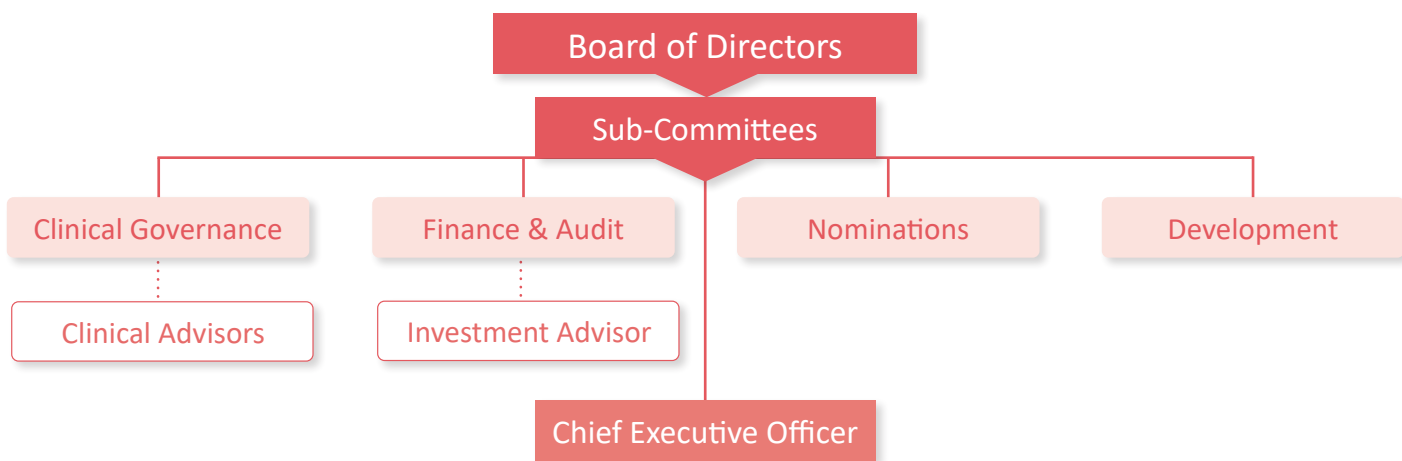 Board of Directors
Sub-Committees
Clinical Governance
Finance & Audit
Nominations
Development
Clinical Advisors
Investment Advisor
Chief Executive Officer